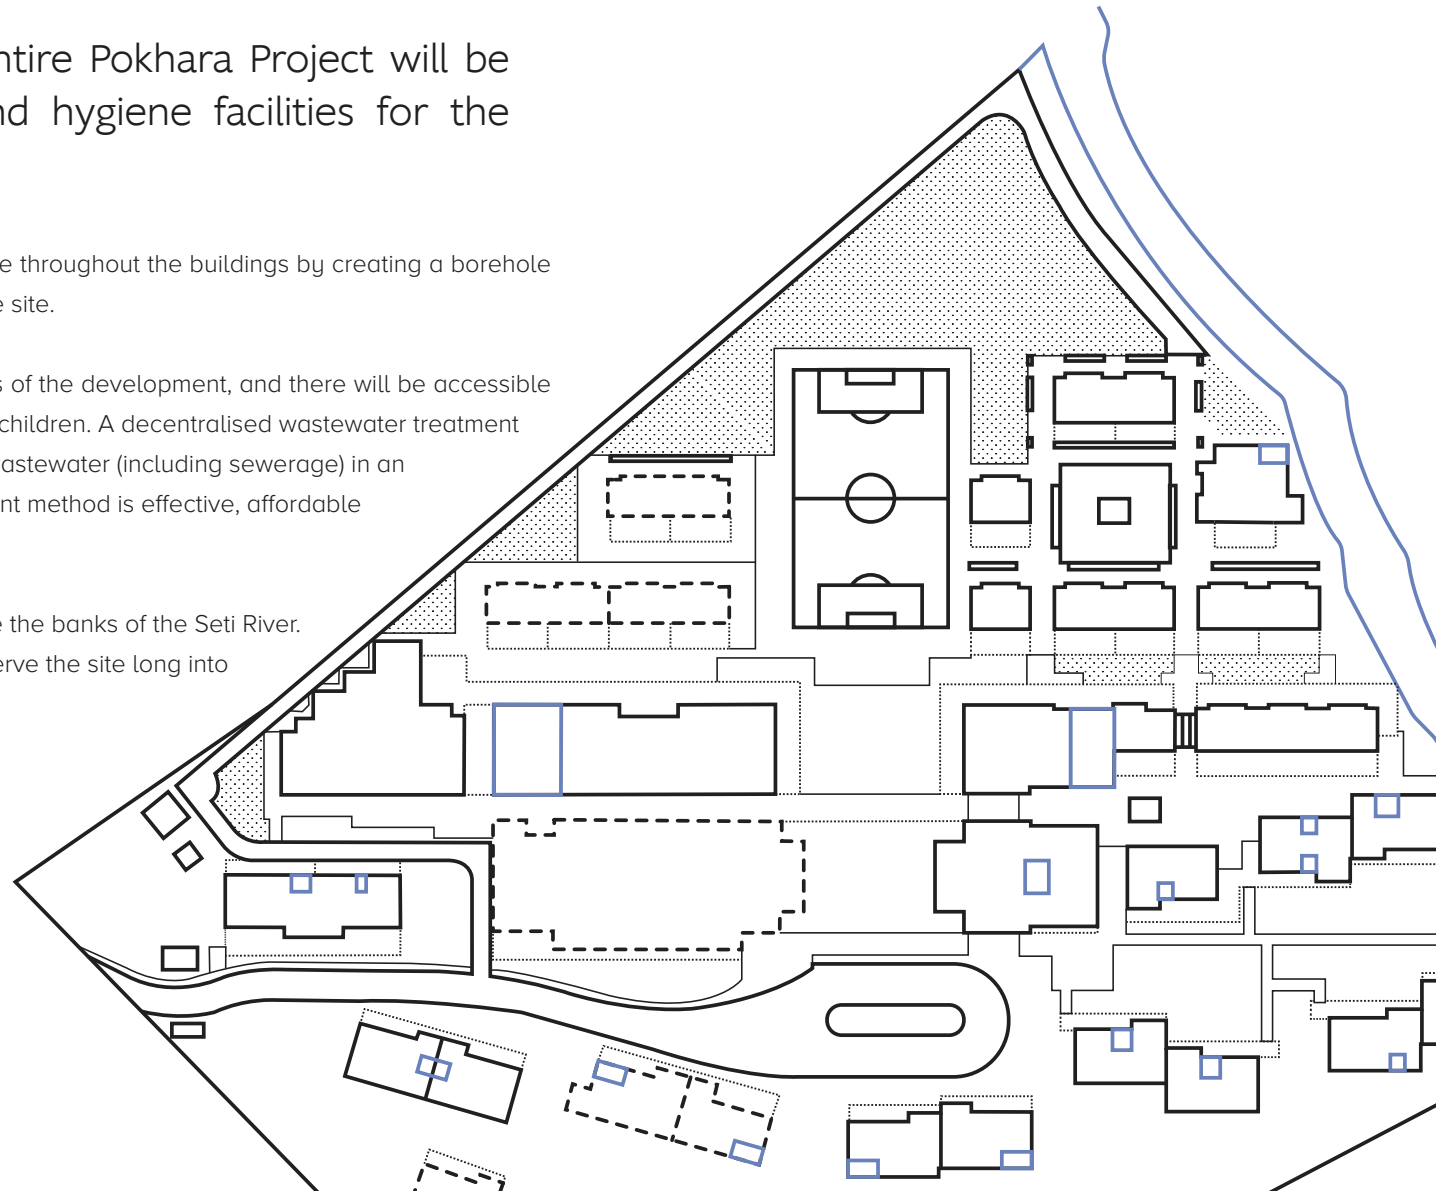 ntire Pokhara Project will be
nd hygiene facilities for the
e throughout the buildings by creating a borehole
e site.
s of the development, and there will be accessible
children. A decentralised wastewater treatment
vastewater (including sewerage) in an
nt method is effective, affordable
e the banks of the Seti River.
erve the site long into